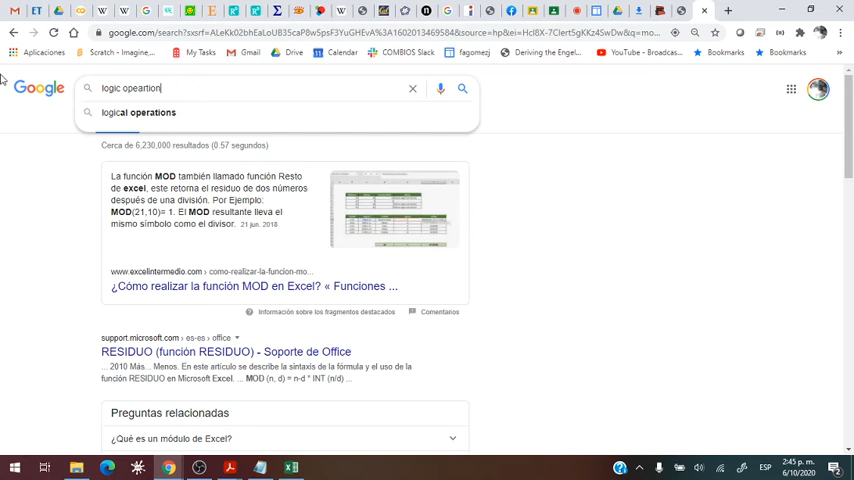 google.com/search?sxsrf=ALeKk02bhEaLoUB35caP8w5psF3YuGHEvA%3A1602013469584&source=hp&ei=HcI8X-7CIert5gKKz4SwDw&q=mo...
Aplicaciones
Scratch – Imagine,...
My Tasks
Gmail
Drive
Calendar
COMBIOS Slack
fagomezj
Deriving the Engel...
YouTube - Broadcas...
Bookmarks
Bookmarks
Google
logic opeartion
logical operations
Cerca de 6,230,000 resultados (0.57 segundos)
La función MOD también llamado función Resto
de excel, este retorna el residuo de dos números
después de una división. Por Ejemplo:
MOD(21,10)= 1. El MOD resultante lleva el
mismo símbolo como el divisor. 21 jun. 2018
www.excelintermedio.com › como-realizar-la-funcion-mo...
¿Cómo realizar la función MOD en Excel? « Funciones ...
Información sobre los fragmentos destacados
Comentarios
support.microsoft.com › es-es › office
RESIDUO (función RESIDUO) - Soporte de Office
... 2010 Más... Menos. En este artículo se describe la sintaxis de la fórmula y el uso de la
función RESIDUO en Microsoft Excel. ... MOD (n, d) = n-d * INT (n/d) ...
Preguntas relacionadas
¿Qué es un módulo de Excel?
ESP
2:45 p. m.
6/10/2020
2